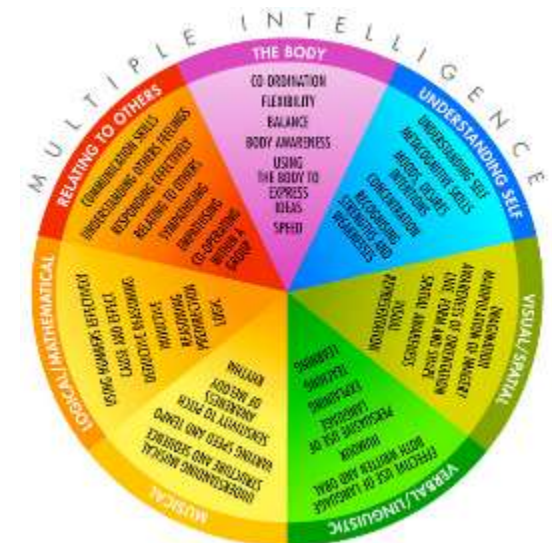 MULTIPLE INTELLIGENCE
THE BODY
CO ORDINATION
FLEXIBILITY
BALANCE
BODY AWARENESS
USING
THE BODY TO
EXPRESS
IDEAS
SPEED
UNDERSTANDING SELF
UNDERSTANDING SELF
METACOGNITIVE SKILLS
MOODS, DESIRES
INTENTIONS
CONCENTRATION
RECOGNISING
STRENGTHS AND
WEAKNESSES
VISUAL/SPATIAL
IMAGINATION
MANIPULATION OF IMAGERY
AWARENESS OF ORIENTATION
LINE FORM AND SHAPE
SPATIAL AWARENESS
VISUAL
REPRESENTATION
VERBAL/LINGUISTIC
EFFECTIVE USE OF LANGUAGE
BOTH WRITTEN AND ORAL
HUMOUR
PERSUASIVE USE OF
LANGUAGE
EXPLAINING
TEACHING
LEARNING
MUSICAL
UNDERSTANDING MUSICAL
STRUCTURE AND SEQUENCE
VARYING SPEED AND TEMPO
SENSITIVITY TO PITCH
AWARENESS
OF MELODY
RHYTHM
LOGICAL/MATHEMATICAL
USING NUMBERS EFFECTIVELY
CAUSE AND EFFECT
DEDUCTIVE REASONING
INDUCTIVE
REASONING
PREDICTION
LOGIC
RELATING TO OTHERS
COMMUNICATION SKILLS
UNDERSTANDING OTHERS FEELINGS
RESPONDING EFFECTIVELY
RELATING TO OTHERS
SYMPATHISING
EMPATHISING
CO-OPERATING
WITHIN A
GROUP